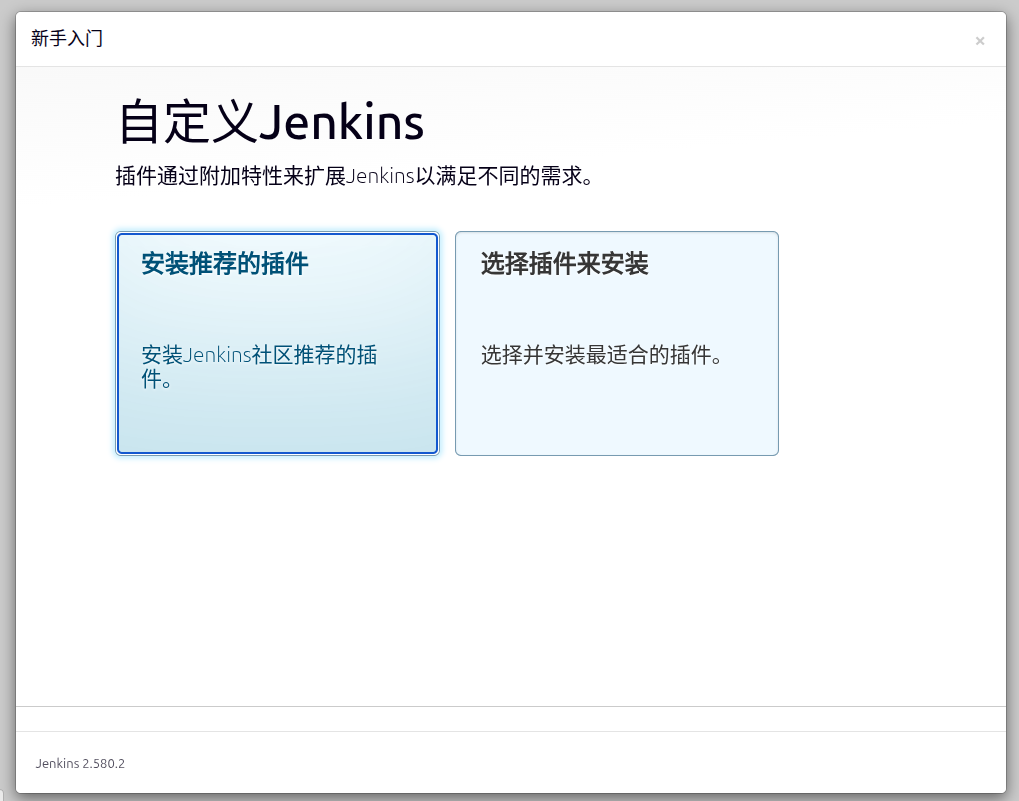 新手入门
×
自定义Jenkins
插件通过附加特性来扩展Jenkins以满足不同的需求。
安装推荐的插件
安装Jenkins社区推荐的插
件。
选择插件来安装
选择并安装最适合的插件。
Jenkins 2.580.2